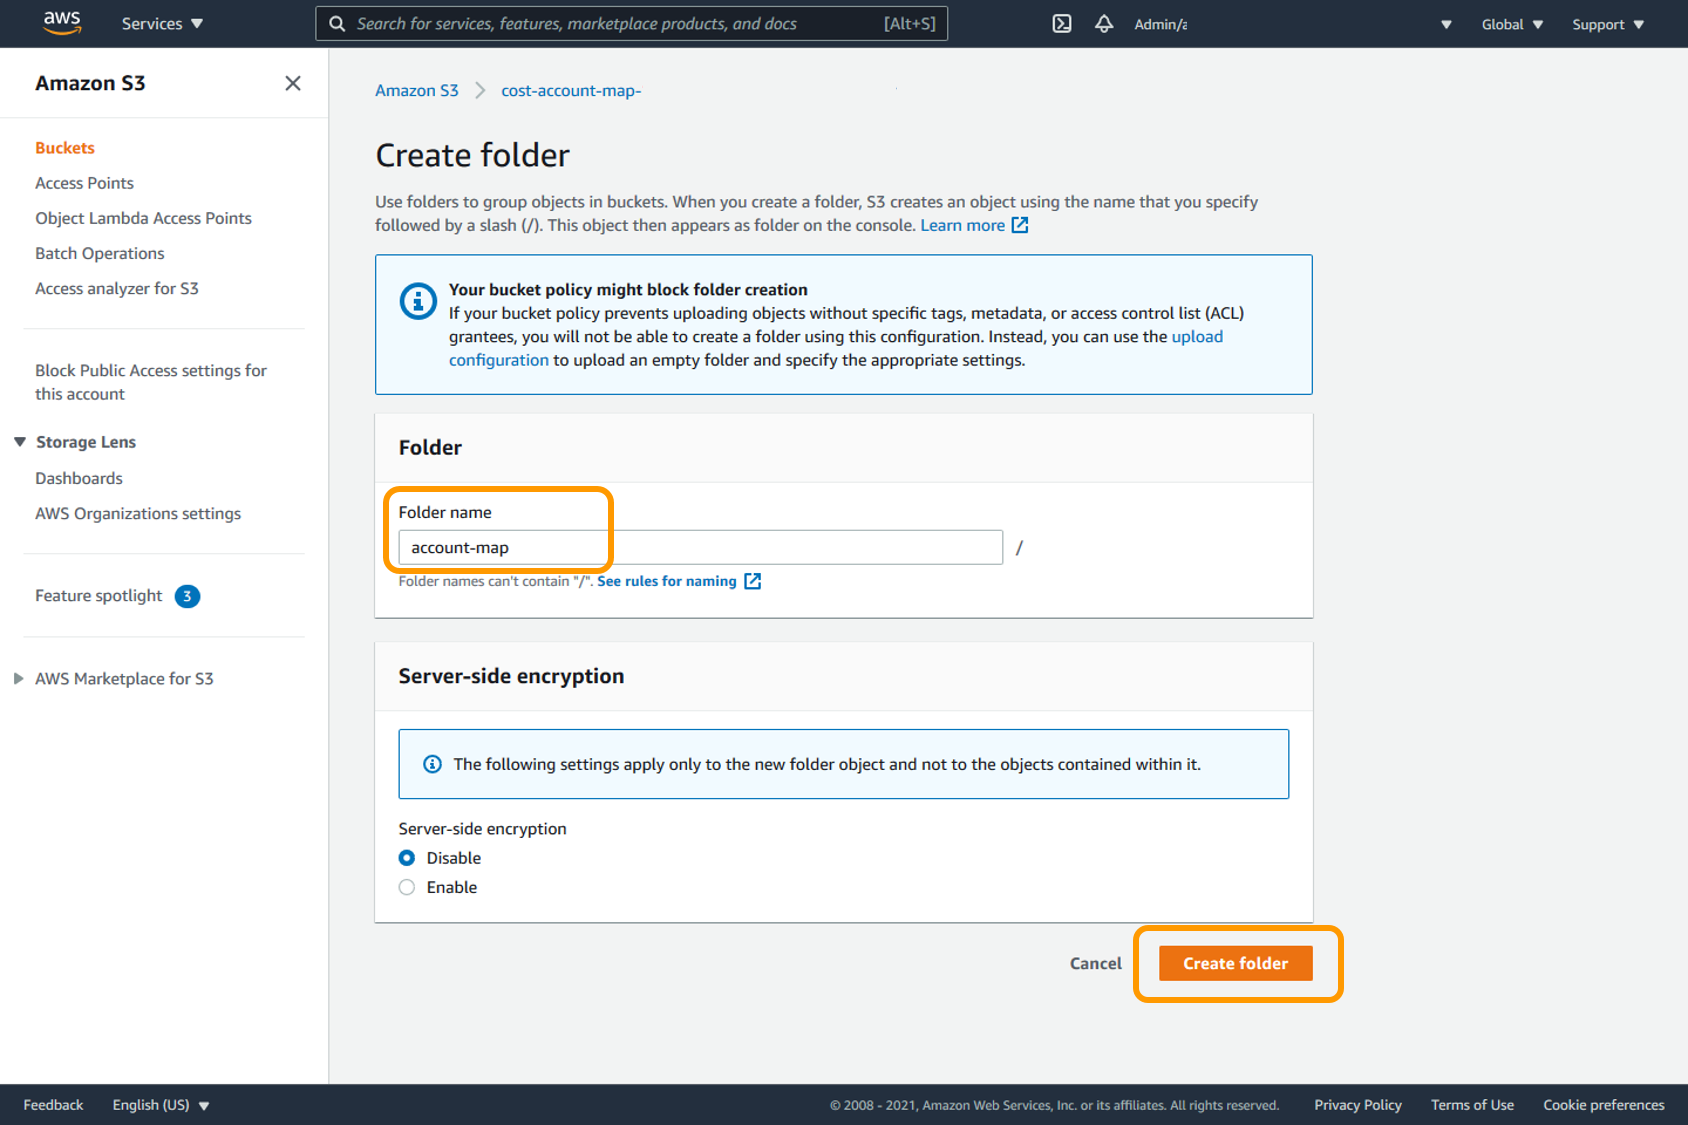 aws Services Search for services, features, marketplace products, and docs [Alt+S] Admin/a Global Support
Amazon S3
Buckets
Access Points
Object Lambda Access Points
Batch Operations
Access analyzer for S3
Block Public Access settings for
this account
Storage Lens
Dashboards
AWS Organizations settings
Feature spotlight 3
AWS Marketplace for S3
Amazon S3 cost-account-map-
Create folder
Use folders to group objects in buckets. When you create a folder, S3 creates an object using the name that you specify
followed by a slash (/). This object then appears as folder on the console. Learn more
Your bucket policy might block folder creation
If your bucket policy prevents uploading objects without specific tags, metadata, or access control list (ACL)
grantees, you will not be able to create a folder using this configuration. Instead, you can use the upload
configuration to upload an empty folder and specify the appropriate settings.
Folder
Folder name
account-map /
Folder names can't contain "/". See rules for naming
Server-side encryption
The following settings apply only to the new folder object and not to the objects contained within it.
Server-side encryption
Disable
Enable
Cancel Create folder
Feedback English (US) © 2008 - 2021, Amazon Web Services, Inc. or its affiliates. All rights reserved. Privacy Policy Terms of Use Cookie preferences